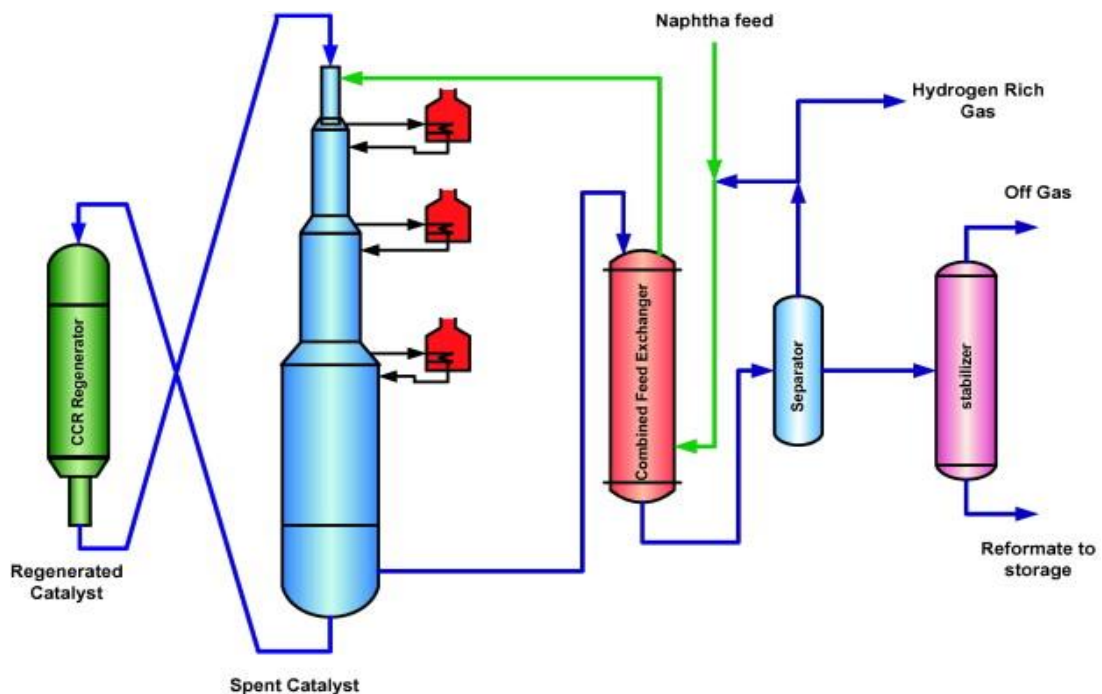 Naphtha feed
Hydrogen Rich
Gas
Off Gas
CCR Regenerator
Combined Feed Exchanger
Separator
stabilizer
Regenerated
Catalyst
Reformate to
storage
Spent Catalyst